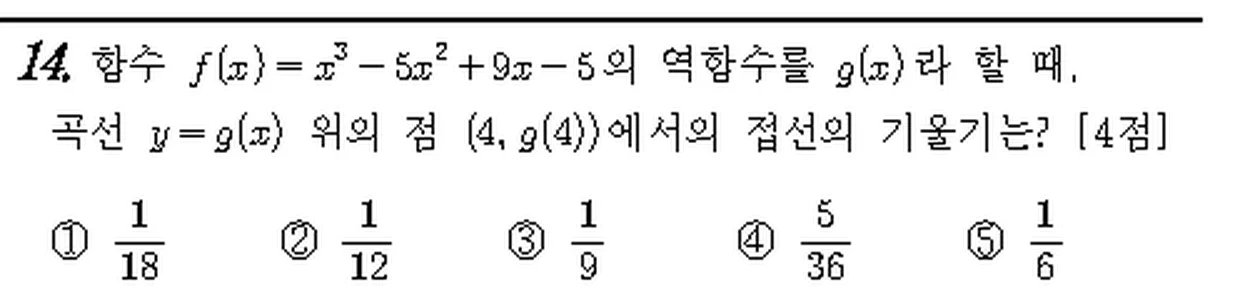 14. 함수 f(x)=x³-5x²+9x-5의 역함수를 g(x)라 할 때,
곡선 y=g(x) 위의 점 (4, g(4))에서의 접선의 기울기는? [4점]
① 1/18 ② 1/12 ③ 1/9 ④ 5/36 ⑤ 1/6